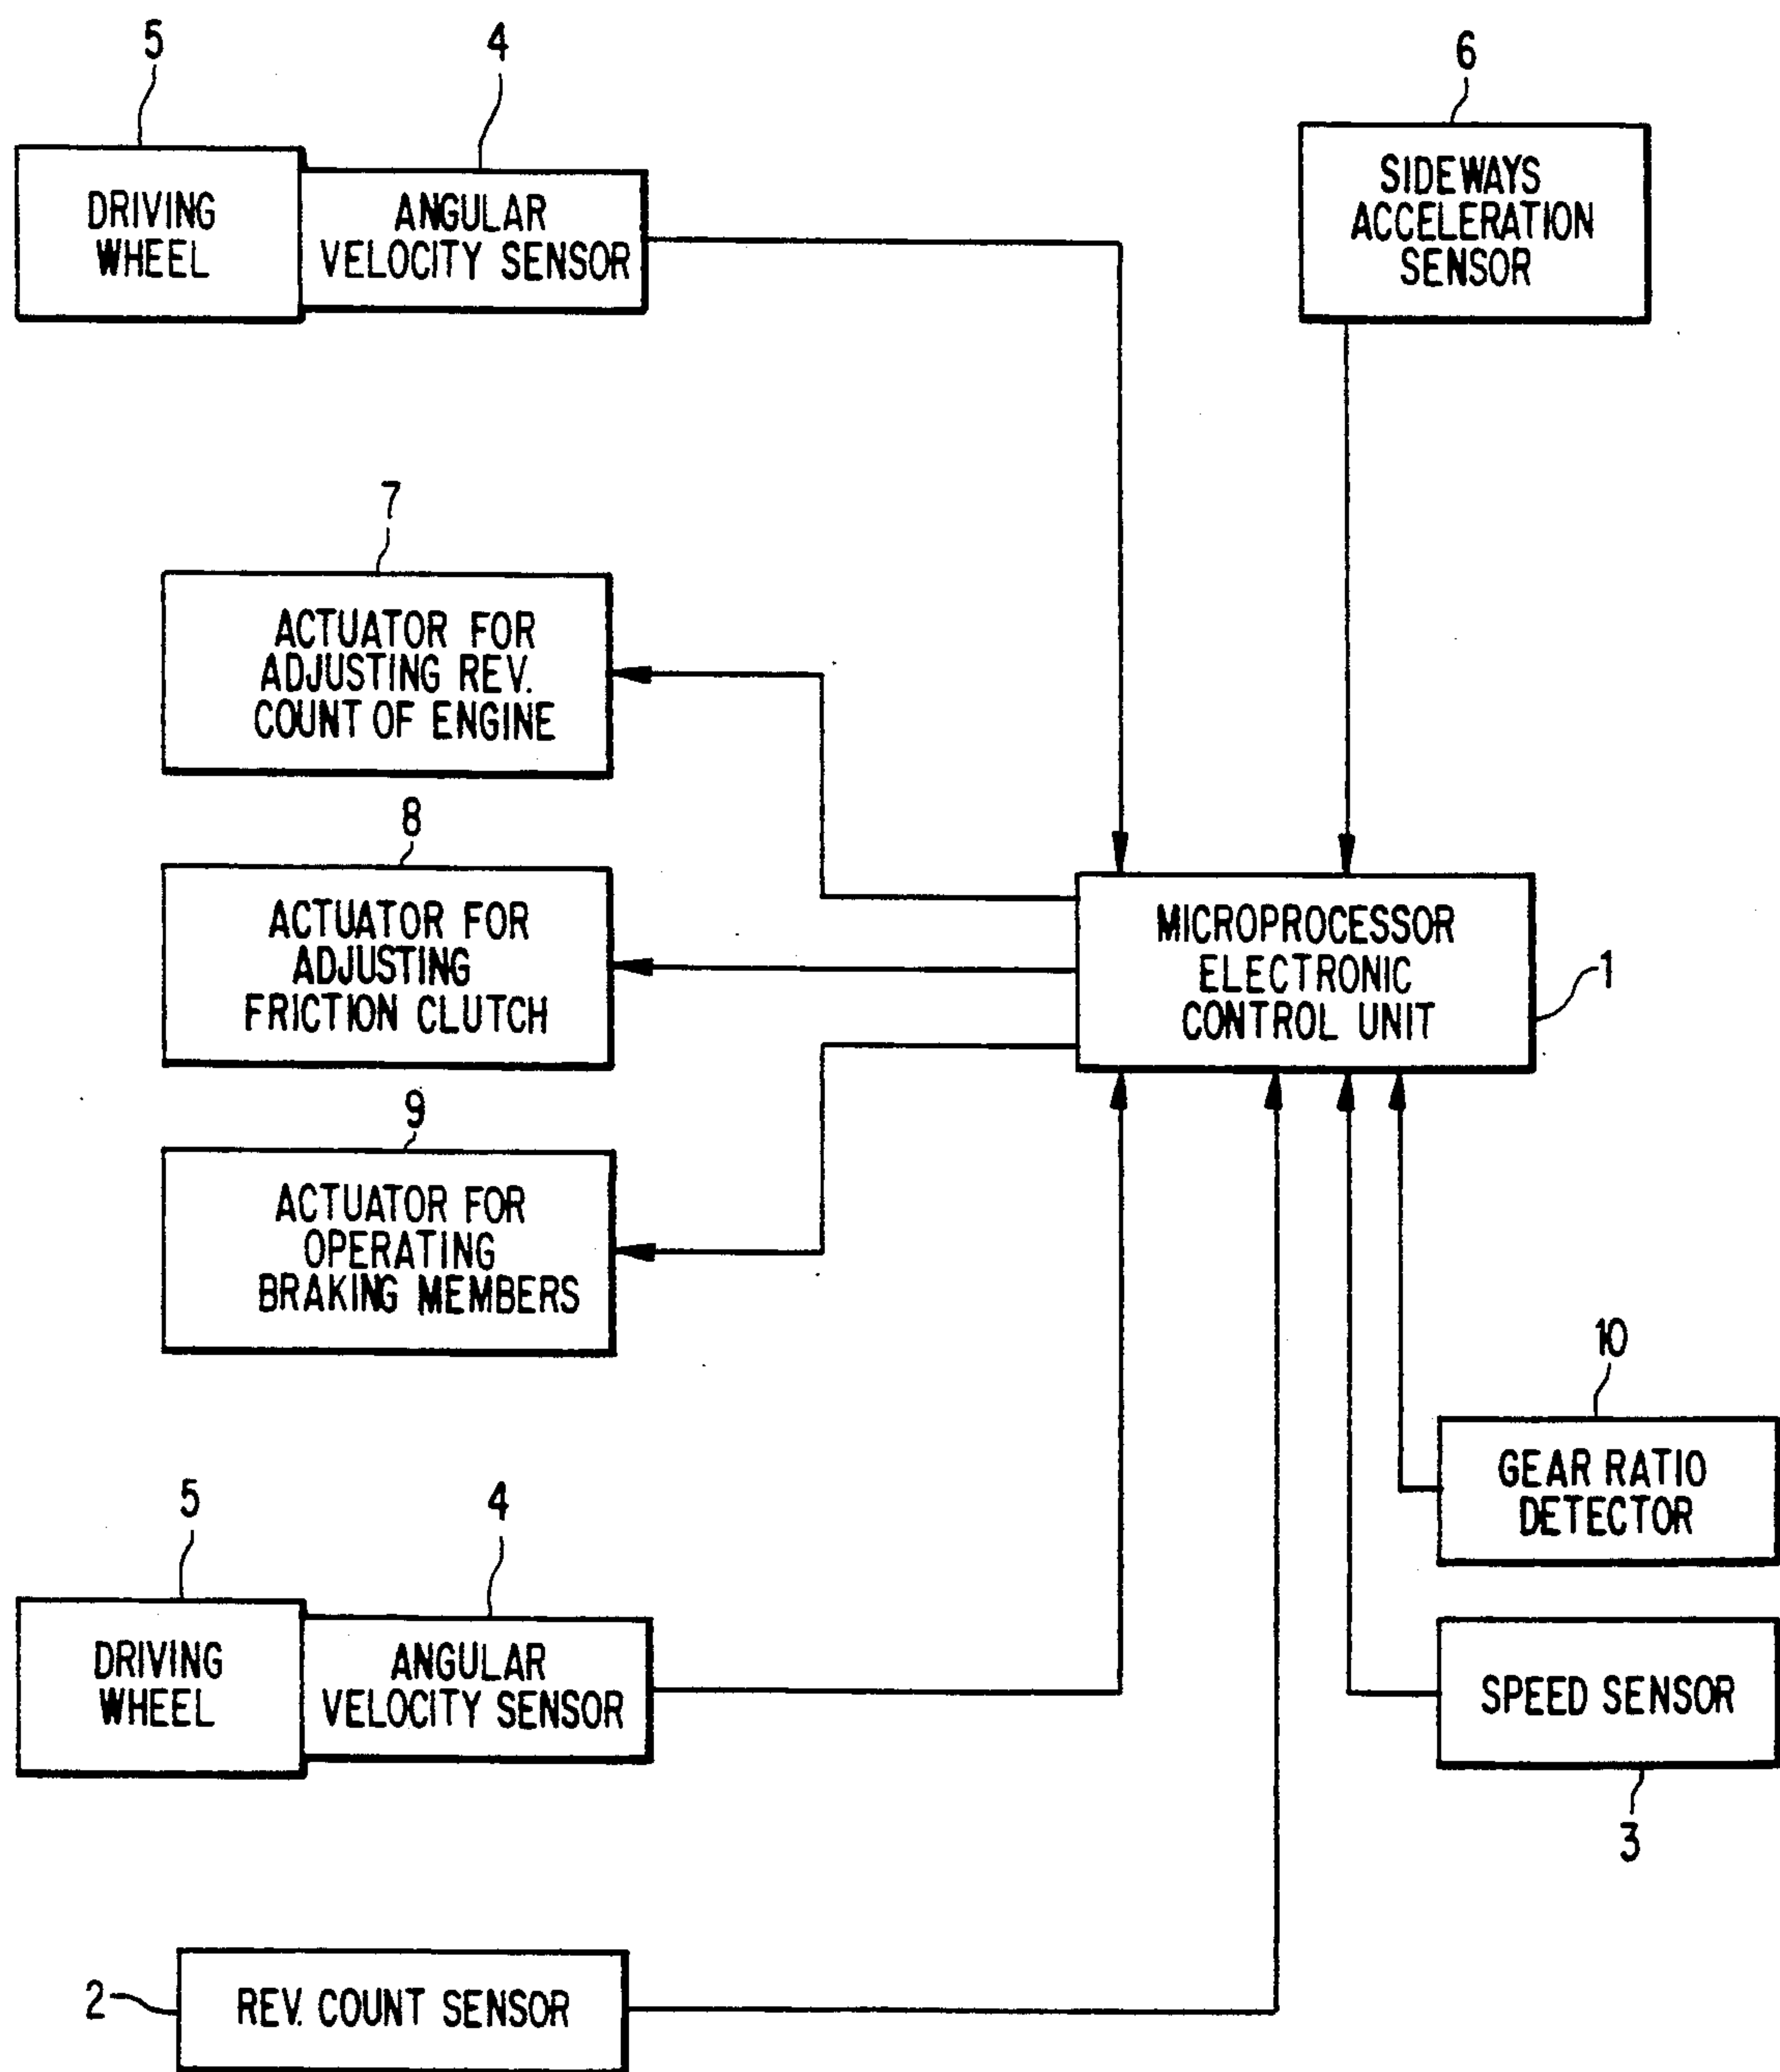 5
4
6
DRIVING
WHEEL
ANGULAR
VELOCITY SENSOR
SIDEWAYS
ACCELERATION
SENSOR
7
ACTUATOR FOR
ADJUSTING REV.
COUNT OF ENGINE
8
ACTUATOR FOR
ADJUSTING
FRICTION CLUTCH
MICROPROCESSOR
ELECTRONIC
CONTROL UNIT
1
9
ACTUATOR FOR
OPERATING
BRAKING MEMBERS
10
GEAR RATIO
DETECTOR
5
4
DRIVING
WHEEL
ANGULAR
VELOCITY SENSOR
SPEED SENSOR
3
2
REV. COUNT SENSOR